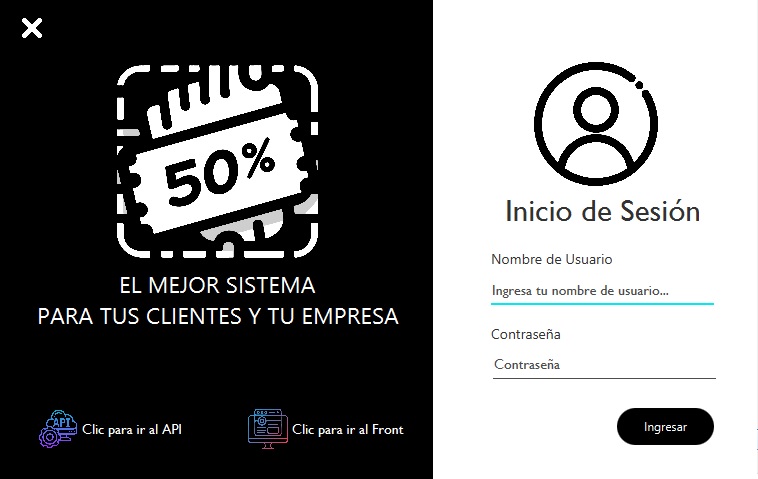 50%
EL MEJOR SISTEMA
PARA TUS CLIENTES Y TU EMPRESA
API
Clic para ir al API
Clic para ir al Front
Inicio de Sesión
Nombre de Usuario
Ingresa tu nombre de usuario...
Contraseña
Contraseña
Ingresar